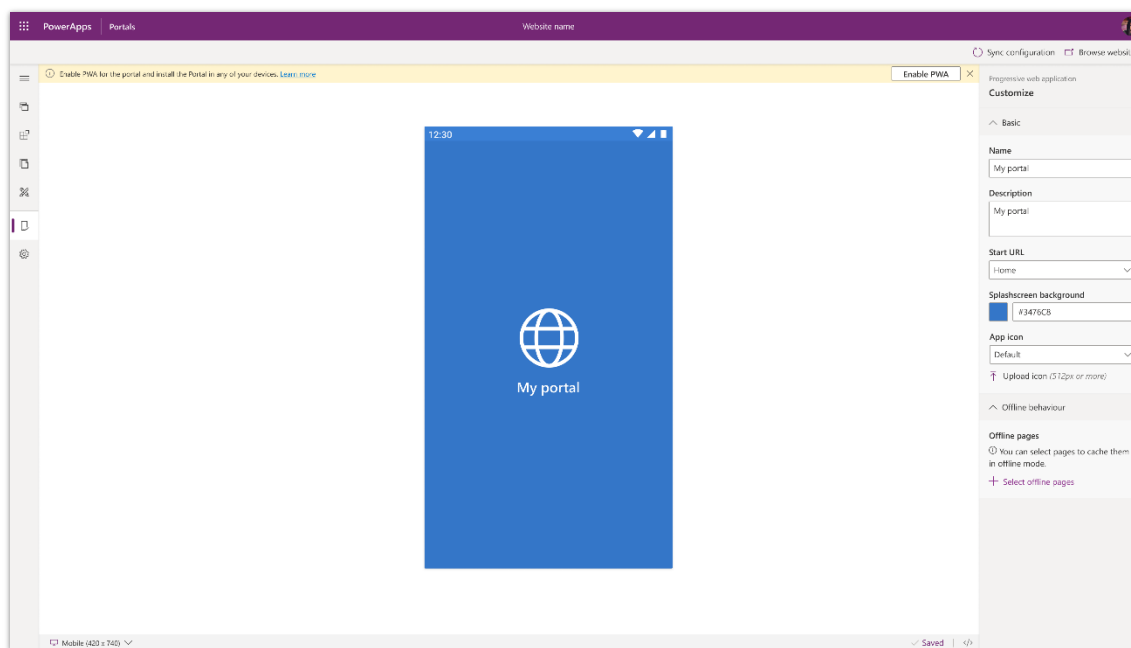 PowerApps
Portals
Website name
Sync configuration
Browse websit
Enable PWA for the portal and install the Portal in any of your devices. Learn more
Enable PWA
Progressive web application
Customize
Basic
Name
My portal
Description
My portal
Start URL
Home
Splashscreen background
#3476C8
App icon
Default
Upload icon (512px or more)
Offline behaviour
Offline pages
You can select pages to cache them
in offline mode.
Select offline pages
12:30
My portal
Mobile (420 x 740)
Saved
</>